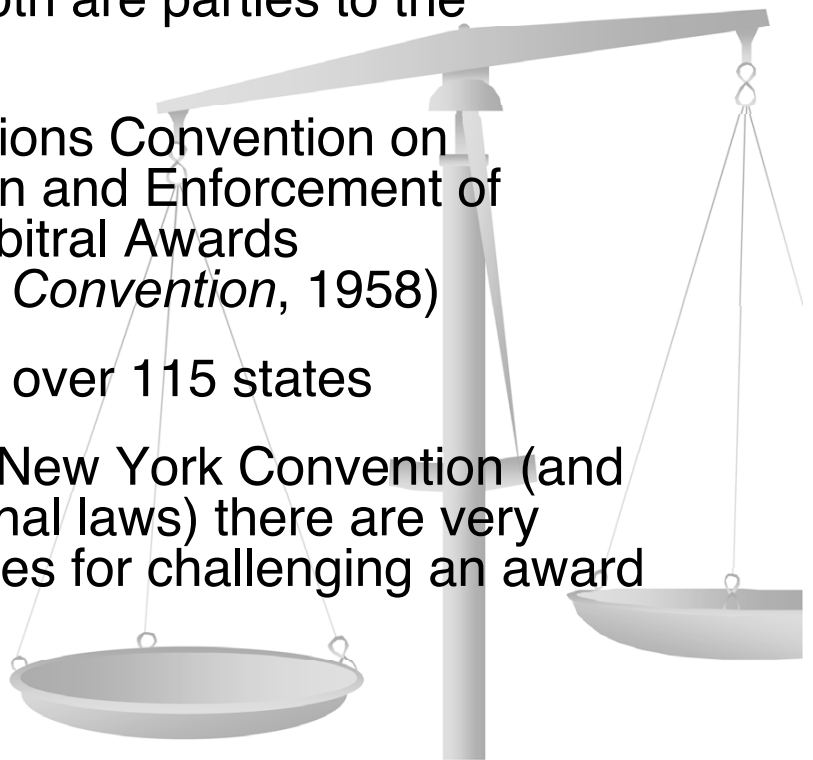 oth are parties to the
ions Convention on
n and Enforcement of
bitral Awards
Convention, 1958)
over 115 states
New York Convention (and
nal laws) there are very
es for challenging an award